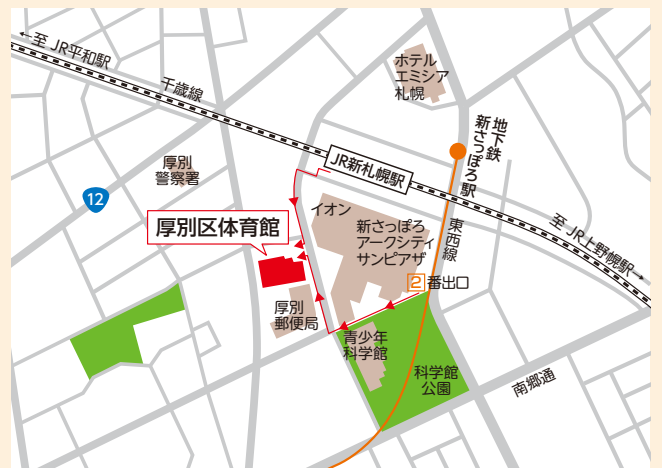 ←至 JR平和駅
千歳線
ホテル
エミシア
札幌
地下鉄
新さっぽろ駅
JR新札幌駅
厚別
警察署
12
厚別区体育館
イオン
新さっぽろ
アークシティ
サンピアザ
東西線
至 JR上野幌駅→
2番出口
厚別
郵便局
青少年
科学館
科学館
公園
南郷通